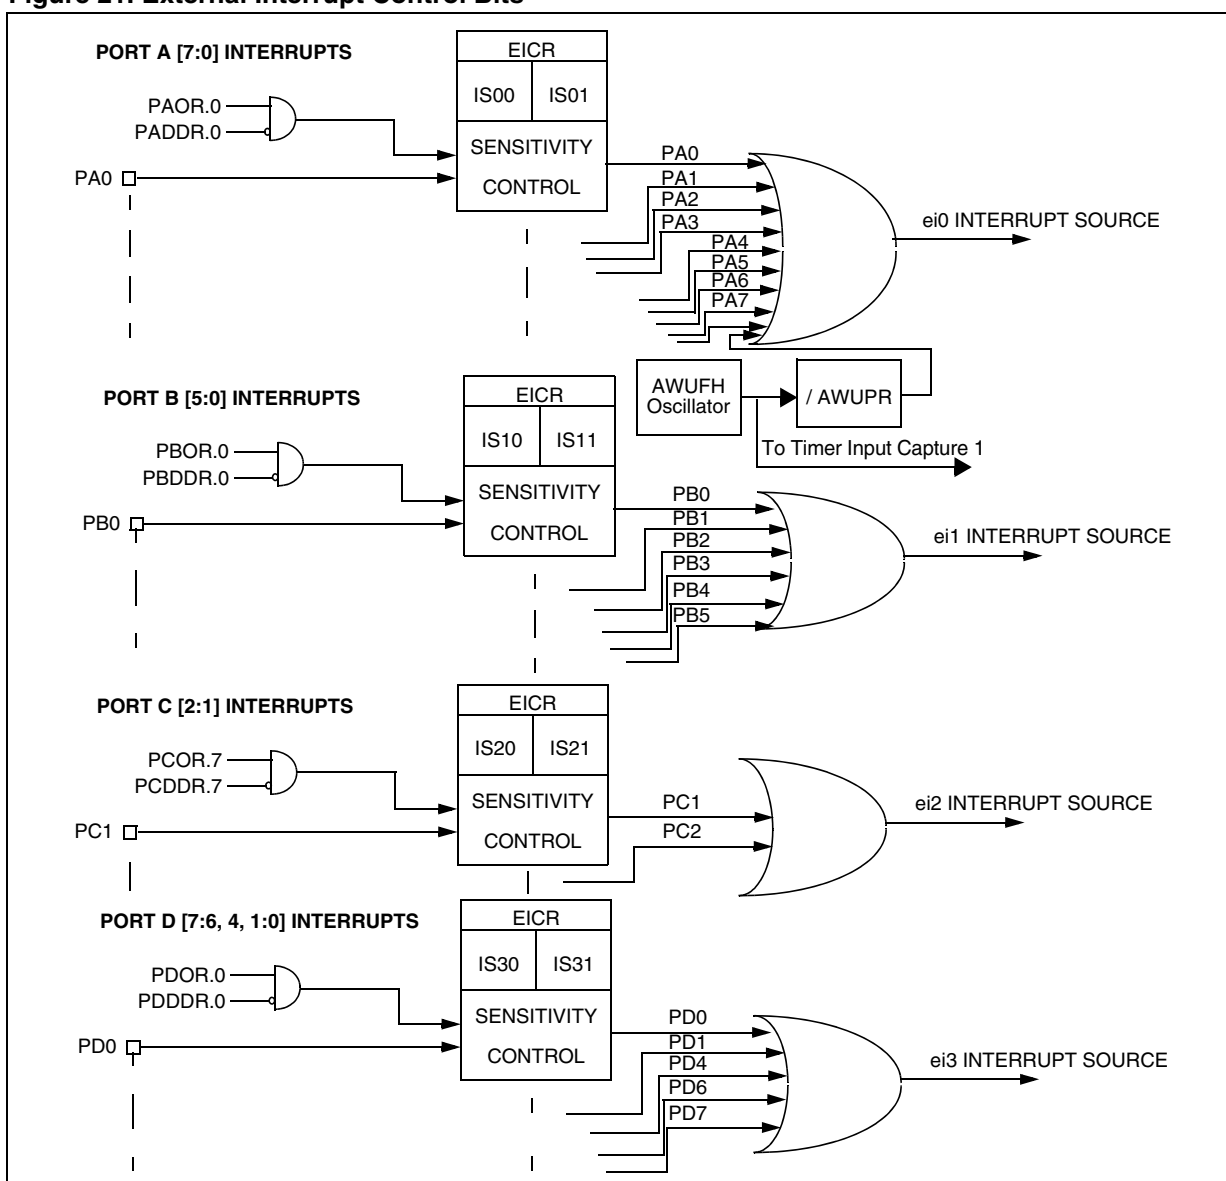 Figure 21. External Interrupt Control Bits
PORT A [7:0] INTERRUPTS
EICR
IS00 IS01
PAOR.0
PADDR.0
SENSITIVITY
CONTROL
PA0
PA0
PA1
PA2
PA3
PA4
PA5
PA6
PA7
ei0 INTERRUPT SOURCE
AWUFH
Oscillator
/ AWUPR
To Timer Input Capture 1
PORT B [5:0] INTERRUPTS
EICR
IS10 IS11
PBOR.0
PBDDR.0
SENSITIVITY
CONTROL
PB0
PB0
PB1
PB2
PB3
PB4
PB5
ei1 INTERRUPT SOURCE
PORT C [2:1] INTERRUPTS
EICR
IS20 IS21
PCOR.7
PCDDR.7
SENSITIVITY
CONTROL
PC1
PC1
PC2
ei2 INTERRUPT SOURCE
PORT D [7:6, 4, 1:0] INTERRUPTS
EICR
IS30 IS31
PDOR.0
PDDDR.0
SENSITIVITY
CONTROL
PD0
PD0
PD1
PD4
PD6
PD7
ei3 INTERRUPT SOURCE